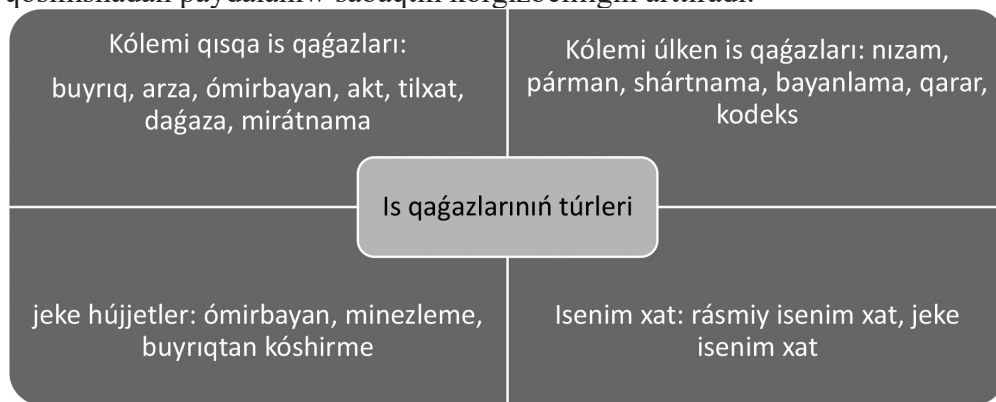 Kólemi qısqa is qaǵazları:
buyrıq, arza, ómirbayan, akt, tilxat,
daǵaza, mirátnama
Kólemi úlken is qaǵazları: nızam,
párman, shártnama, bayanlama, qarar,
kodeks
Is qaǵazlarınıń túrleri
jeke hújjetler: ómirbayan, minezleme,
buyrıqtan kóshirme
Isenim xat: rásmiy isenim xat, jeke
isenim xat